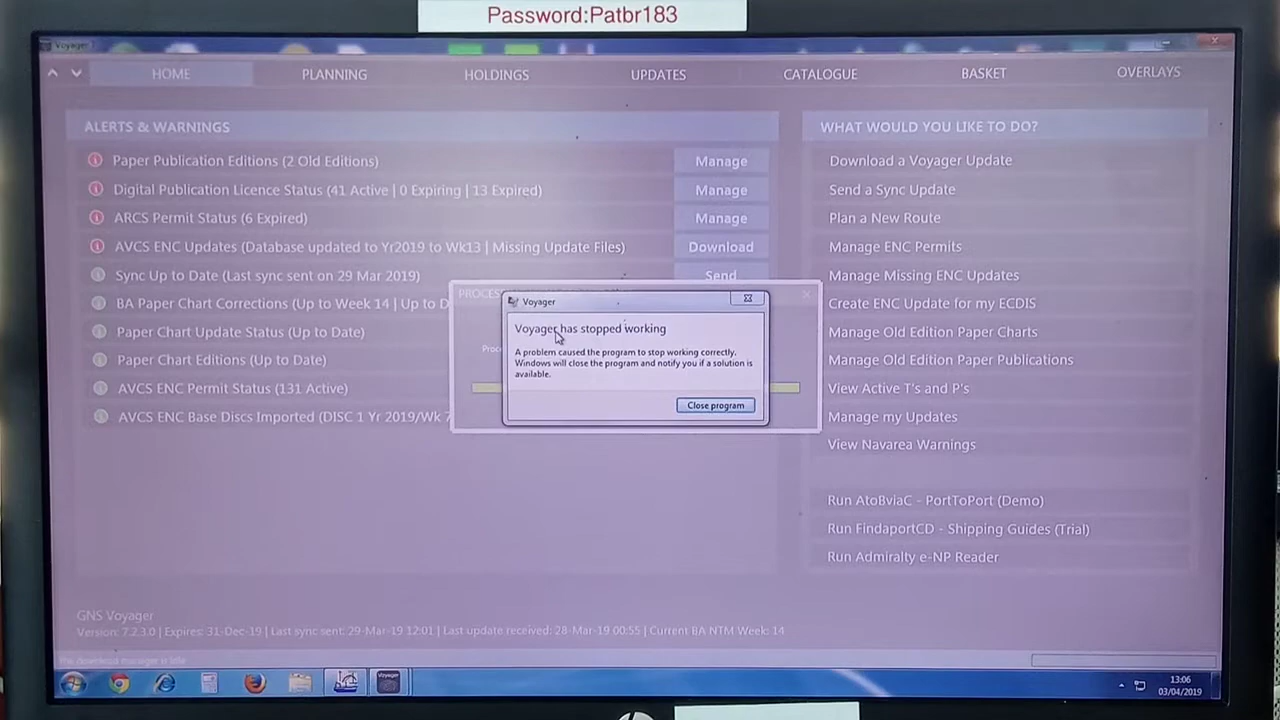 Password:Patbr183
Voyager
HOME PLANNING HOLDINGS UPDATES CATALOGUE BASKET OVERLAYS
ALERTS & WARNINGS
Paper Publication Editions (2 Old Editions) Manage
Digital Publication Licence Status (41 Active | 0 Expiring | 13 Expired) Manage
ARCS Permit Status (6 Expired) Manage
AVCS ENC Updates (Database updated to Yr2019 to Wk13 | Missing Update Files) Download
Sync Up to Date (Last sync sent on 29 Mar 2019) Send
BA Paper Chart Corrections (Up to Week 14 | Up to D
Paper Chart Update Status (Up to Date)
Paper Chart Editions (Up to Date)
AVCS ENC Permit Status (131 Active)
AVCS ENC Base Discs Imported (DISC 1 Yr 2019/Wk 7
WHAT WOULD YOU LIKE TO DO?
Download a Voyager Update
Send a Sync Update
Plan a New Route
Manage ENC Permits
Manage Missing ENC Updates
Create ENC Update for my ECDIS
Manage Old Edition Paper Charts
Manage Old Edition Paper Publications
View Active T's and P's
Manage my Updates
View Navarea Warnings
Run AtoBviaC - PortToPort (Demo)
Run FindaportCD - Shipping Guides (Trial)
Run Admiralty e-NP Reader
PROCES
Proc
Voyager
Voyager has stopped working
A problem caused the program to stop working correctly.
Windows will close the program and notify you if a solution is
available.
Close program
GNS Voyager
Version: 7.2.3.0 | Expires: 31-Dec-19 | Last sync sent: 29-Mar-19 12:01 | Last update received: 28-Mar-19 00:55 | Current BA NTM Week: 14
The download manager is idle
Voyager
13:06
03/04/2019